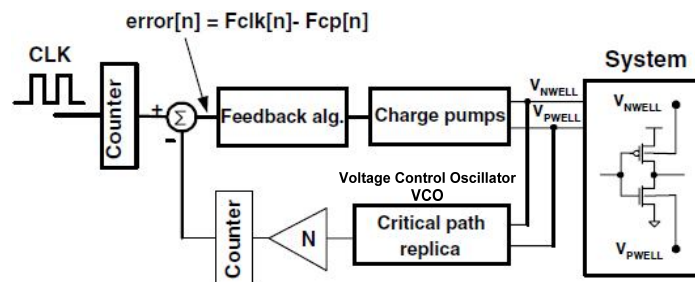 error[n] = Fclk[n]- Fcp[n]
CLK
Counter
+
Σ
-
Feedback alg.
Charge pumps
VNWELL
VPWELL
System
VNWELL
VPWELL
Voltage Control Oscillator
VCO
Critical path
replica
N
Counter